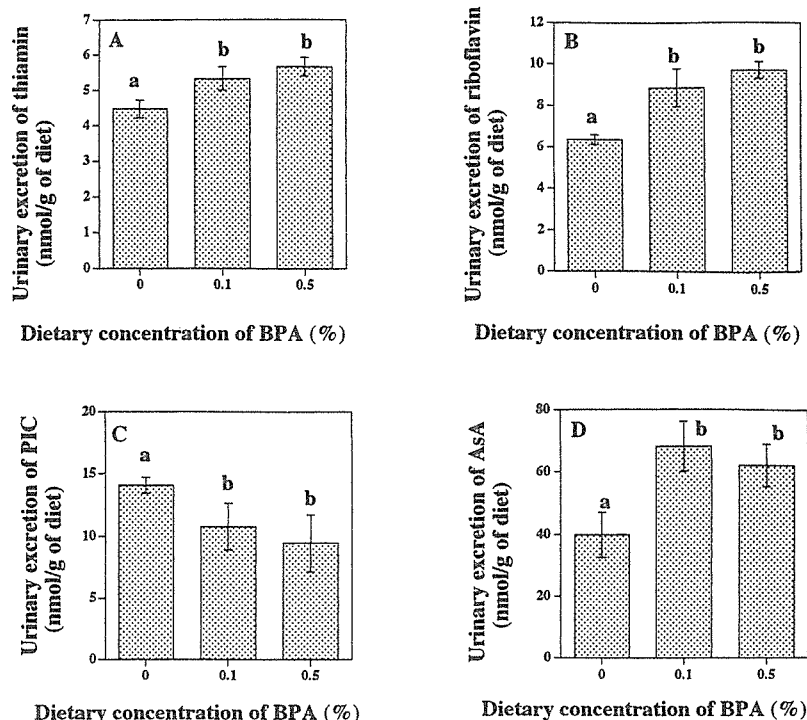 A
Urinary excretion of thiamin
(nmol/g of diet)
7
6
5
4
3
2
1
0
a
b
b
0
0.1
0.5
Dietary concentration of BPA (%)
B
Urinary excretion of riboflavin
(nmol/g of diet)
12
10
8
6
4
2
0
a
b
b
0
0.1
0.5
Dietary concentration of BPA (%)
C
Urinary excretion of PIC
(nmol/g of diet)
20
15
10
5
0
a
b
b
0
0.1
0.5
Dietary concentration of BPA (%)
D
Urinary excretion of AsA
(nmol/g of diet)
80
60
40
20
0
a
b
b
0
0.1
0.5
Dietary concentration of BPA (%)